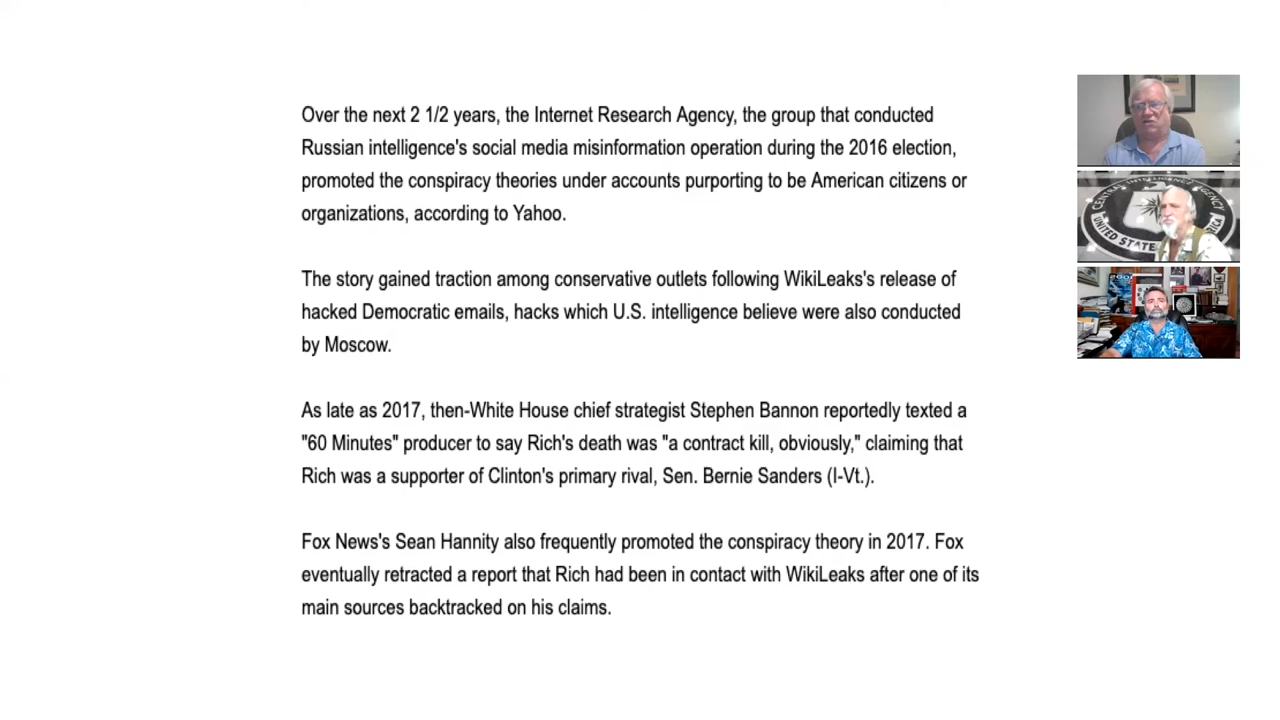 Over the next 2 1/2 years, the Internet Research Agency, the group that conducted
Russian intelligence's social media misinformation operation during the 2016 election,
promoted the conspiracy theories under accounts purporting to be American citizens or
organizations, according to Yahoo.
The story gained traction among conservative outlets following WikiLeaks's release of
hacked Democratic emails, hacks which U.S. intelligence believe were also conducted
by Moscow.
As late as 2017, then-White House chief strategist Stephen Bannon reportedly texted a
"60 Minutes" producer to say Rich's death was "a contract kill, obviously," claiming that
Rich was a supporter of Clinton's primary rival, Sen. Bernie Sanders (I-Vt.).
Fox News's Sean Hannity also frequently promoted the conspiracy theory in 2017. Fox
eventually retracted a report that Rich had been in contact with WikiLeaks after one of its
main sources backtracked on his claims.
CENTRAL INTELLIGENCE AGENCY
UNITED STATE